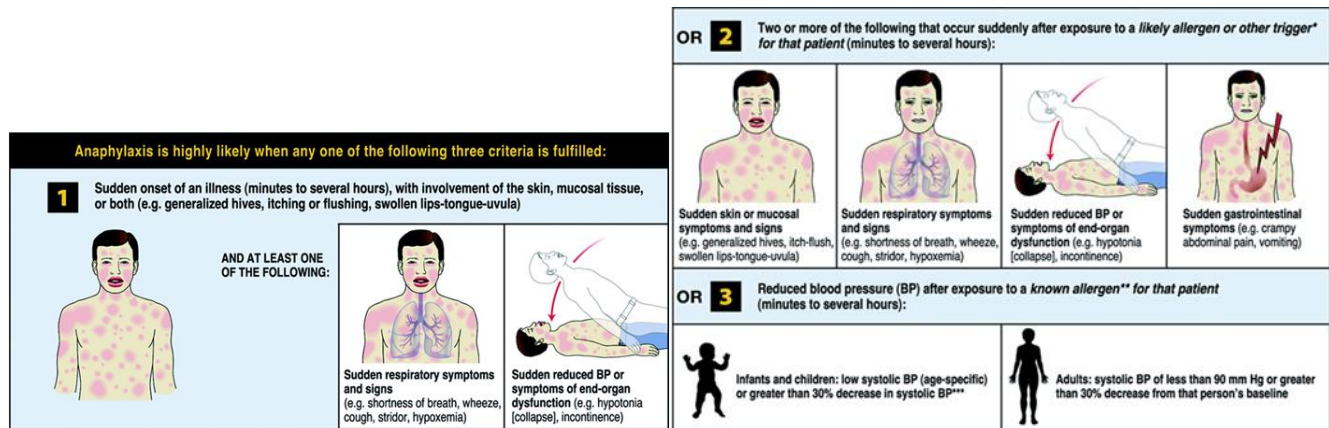 Anaphylaxis is highly likely when any one of the following three criteria is fulfilled:
1
Sudden onset of an illness (minutes to several hours), with involvement of the skin, mucosal tissue,
or both (e.g. generalized hives, itching or flushing, swollen lips-tongue-uvula)
AND AT LEAST ONE
OF THE FOLLOWING:
Sudden respiratory symptoms
and signs
(e.g. shortness of breath, wheeze,
cough, stridor, hypoxemia)
Sudden reduced BP or
symptoms of end-organ
dysfunction (e.g. hypotonia
[collapse], incontinence)
OR 2
Two or more of the following that occur suddenly after exposure to a likely allergen or other trigger*
for that patient (minutes to several hours):
Sudden skin or mucosal
symptoms and signs
(e.g. generalized hives, itch-flush,
swollen lips-tongue-uvula)
Sudden respiratory symptoms
and signs
(e.g. shortness of breath, wheeze,
cough, stridor, hypoxemia)
Sudden reduced BP or
symptoms of end-organ
dysfunction (e.g. hypotonia
[collapse], incontinence)
Sudden gastrointestinal
symptoms (e.g. crampy
abdominal pain, vomiting)
OR 3
Reduced blood pressure (BP) after exposure to a known allergen** for that patient
(minutes to several hours):
Infants and children: low systolic BP (age-specific)
or greater than 30% decrease in systolic BP***
Adults: systolic BP of less than 90 mm Hg or greater
than 30% decrease from that person's baseline